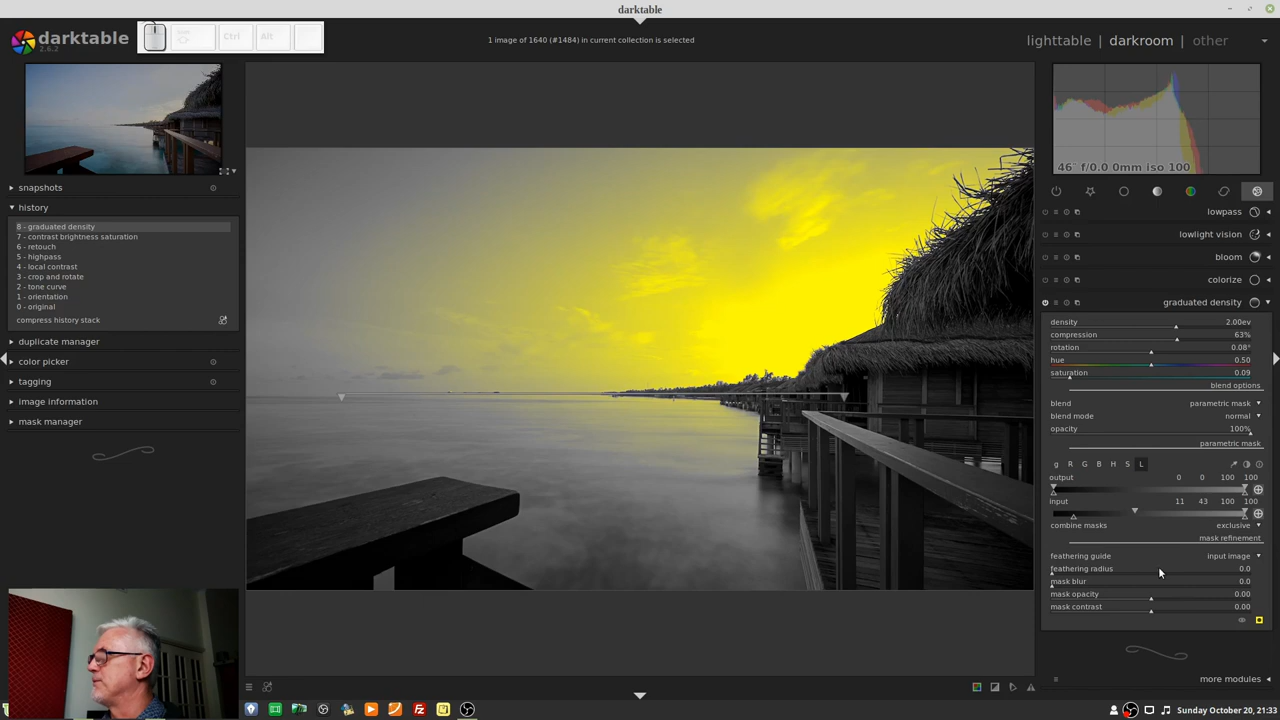 darktable
darktable
2.6.2
Ctrl
Alt
1 image of 1640 (#1484) in current collection is selected
lighttable | darkroom | other
46" f/0.0 0mm iso 100
snapshots
history
8 - graduated density
7 - contrast brightness saturation
6 - retouch
5 - highpass
4 - local contrast
3 - crop and rotate
2 - tone curve
1 - orientation
0 - original
compress history stack
duplicate manager
color picker
tagging
image information
mask manager
lowpass
lowlight vision
bloom
colorize
graduated density
density 2.00ev
compression 63%
rotation 0.08°
hue 0.50
saturation 0.09
blend options
blend parametric mask
blend mode normal
opacity 100%
parametric mask
g R G B H S L
output 0 0 100 100
input 11 43 100 100
combine masks exclusive
mask refinement
feathering guide input image
feathering radius 0.0
mask blur 0.0
mask opacity 0.00
mask contrast 0.00
more modules
Sunday October 20, 21:33